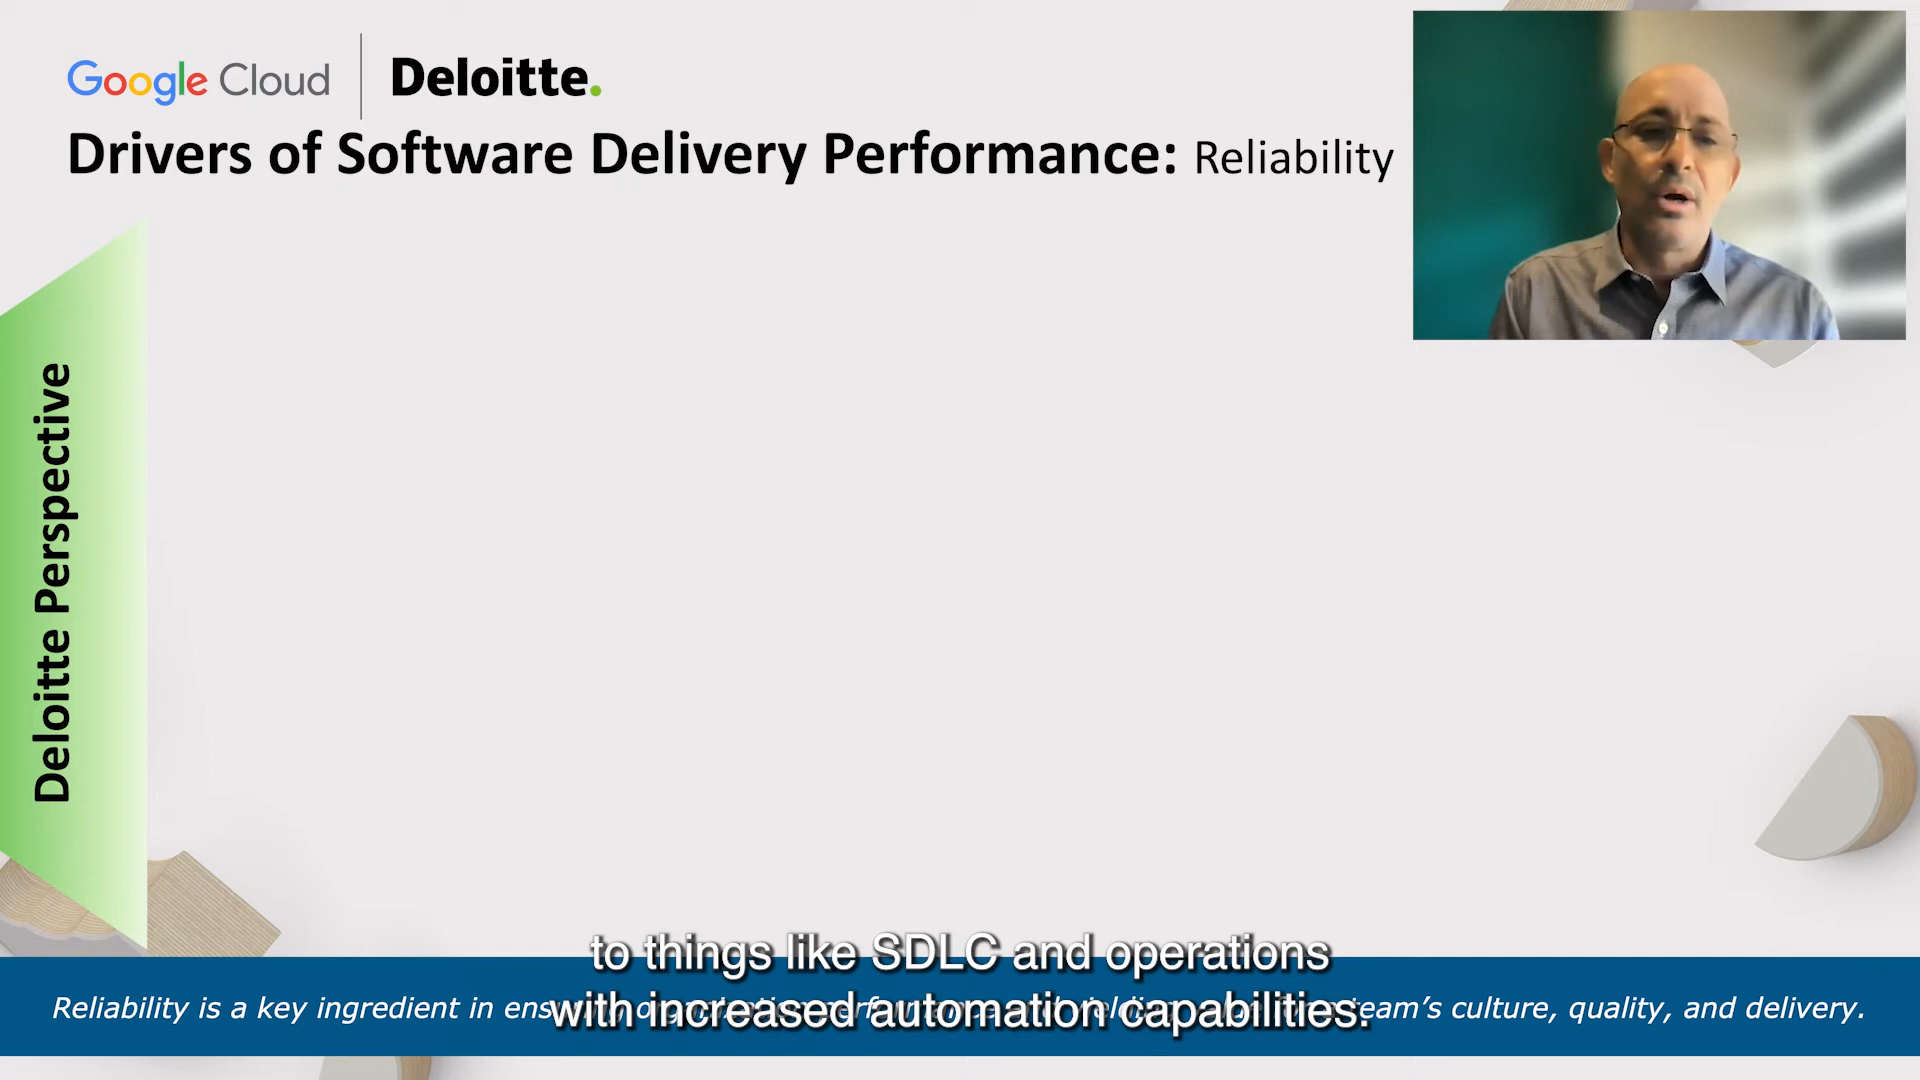 Google Cloud
Deloitte.
Drivers of Software Delivery Performance: Reliability
Deloitte Perspective
to things like SDLC and operations
with increased automation capabilities.
Reliability is a key ingredient in team's culture, quality, and delivery.